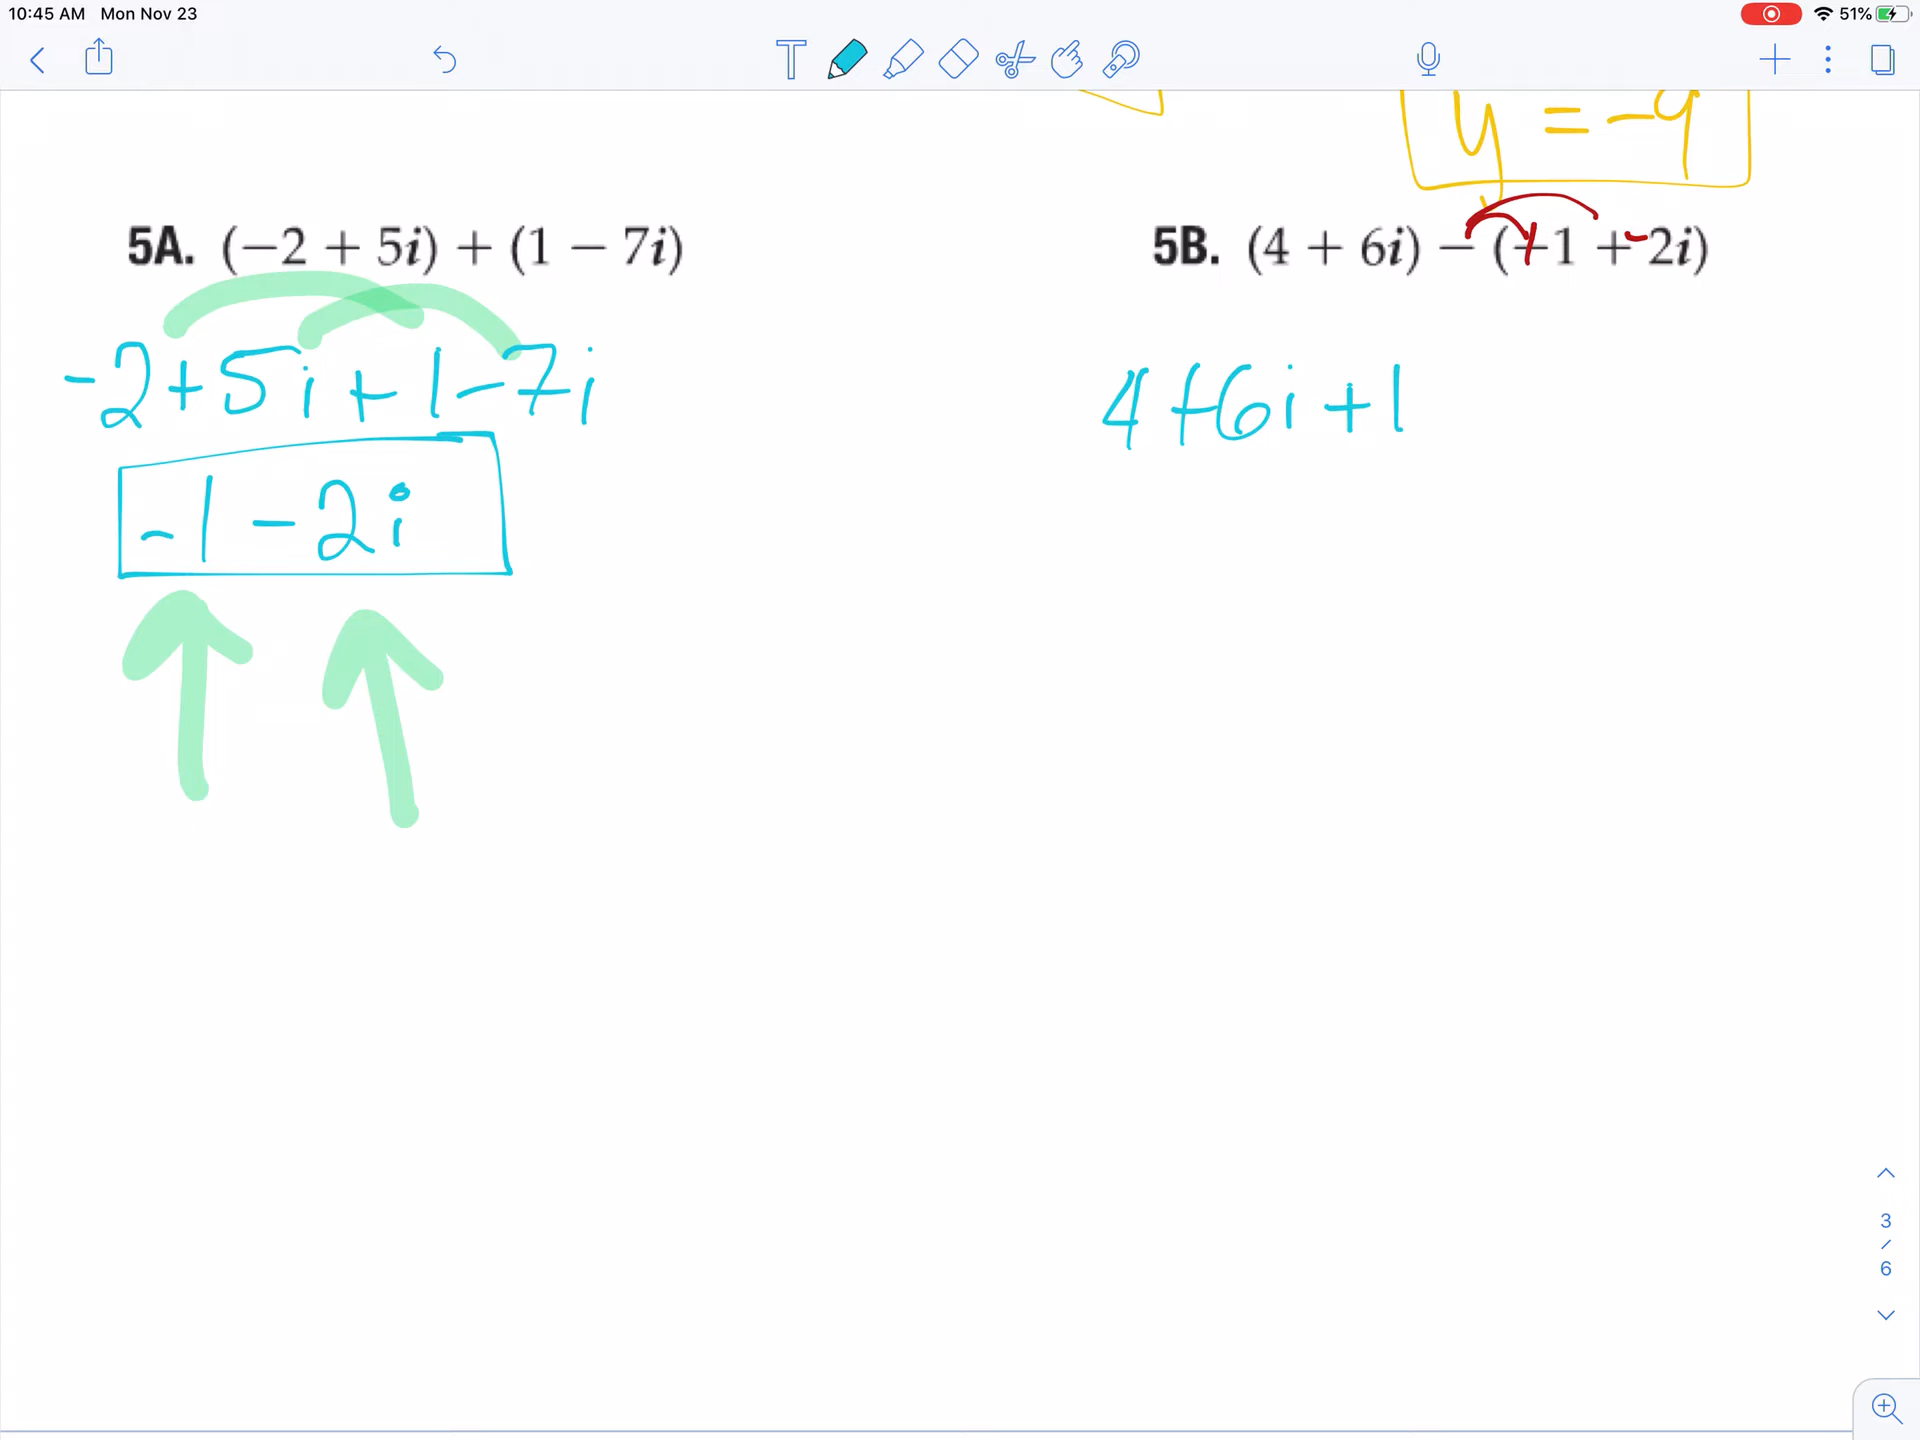 10:45 AM Mon Nov 23
51%
T
y = -9
5A. (−2 + 5i) + (1 − 7i)
5B. (4 + 6i) − (−1 + 2i)
-2+5i+1-7i
4+6i+1
-1-2i
3
/
6